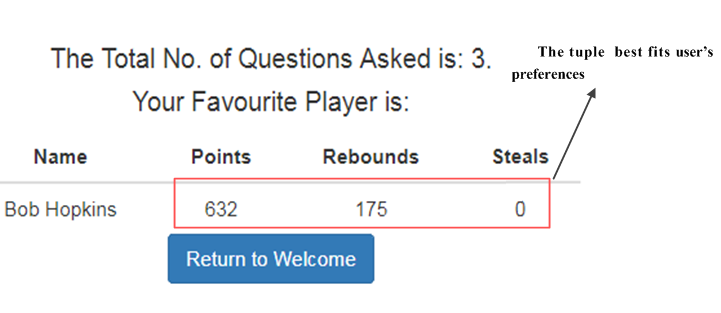 The Total No. of Questions Asked is: 3.
The tuple best fits user's
preferences
Your Favourite Player is:
Name Points Rebounds Steals
Bob Hopkins 632 175 0
Return to Welcome